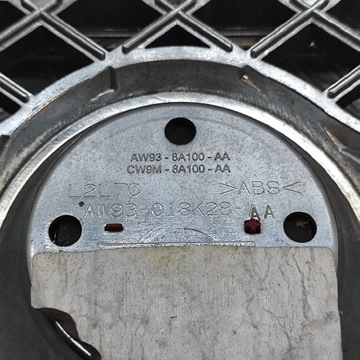 AW93 - 8A100 - AA
CW9M - 8A100 - AA
>ABS<
AW93-018K28-AA